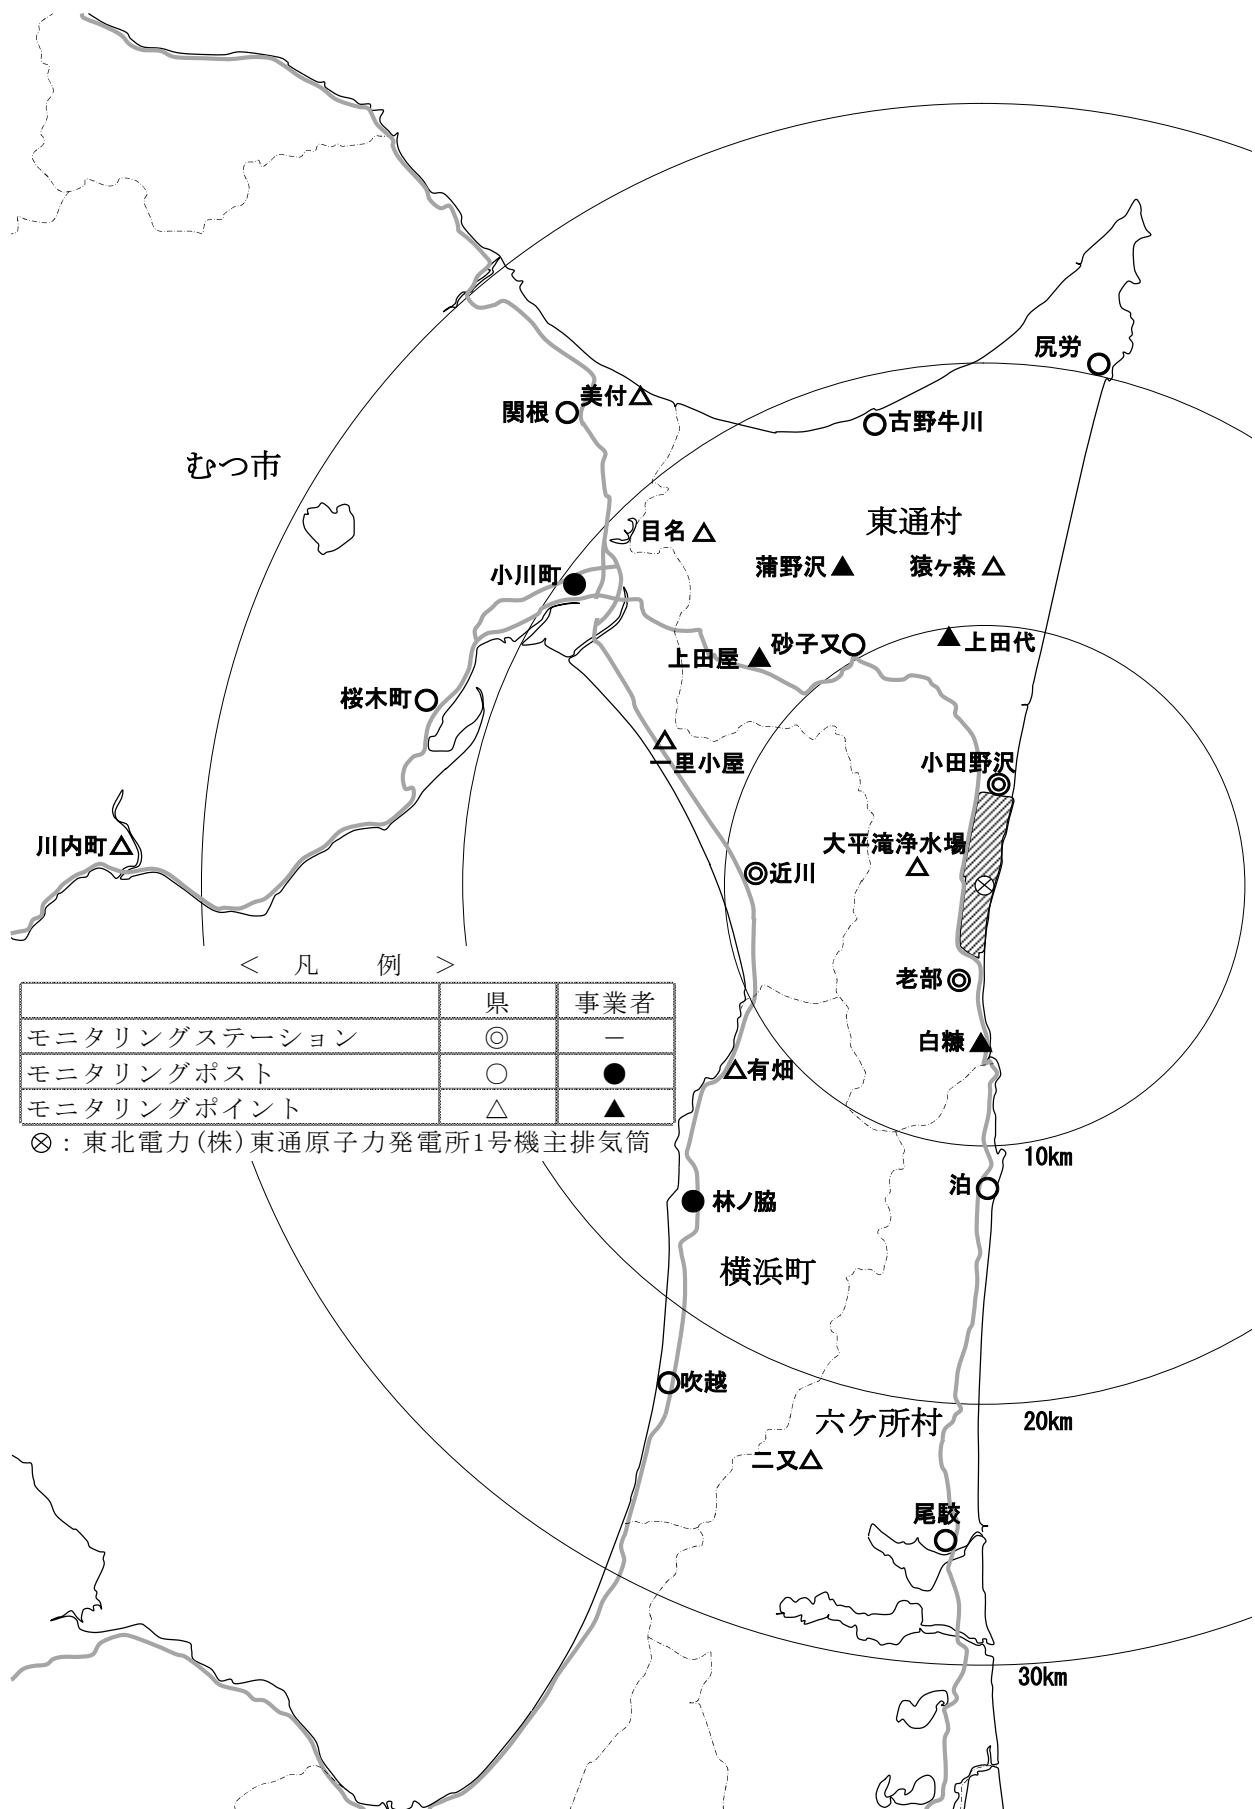 尻労
美付△
関根
古野牛川
むつ市
東通村
目名
蒲野沢
猿ヶ森
小川町
砂子又
上田代
上田屋
桜木町
一里小屋
小田野沢
大平滝浄水場
川内町
近川
老部
白糠
有畑
＜ 凡 例 ＞
県 事業者
モニタリングステーション ◎ －
モニタリングポスト ○ ●
モニタリングポイント △ ▲
⊗：東北電力(株)東通原子力発電所1号機主排気筒
10km
泊
林ノ脇
横浜町
吹越
六ケ所村
20km
二又
尾駮
30km